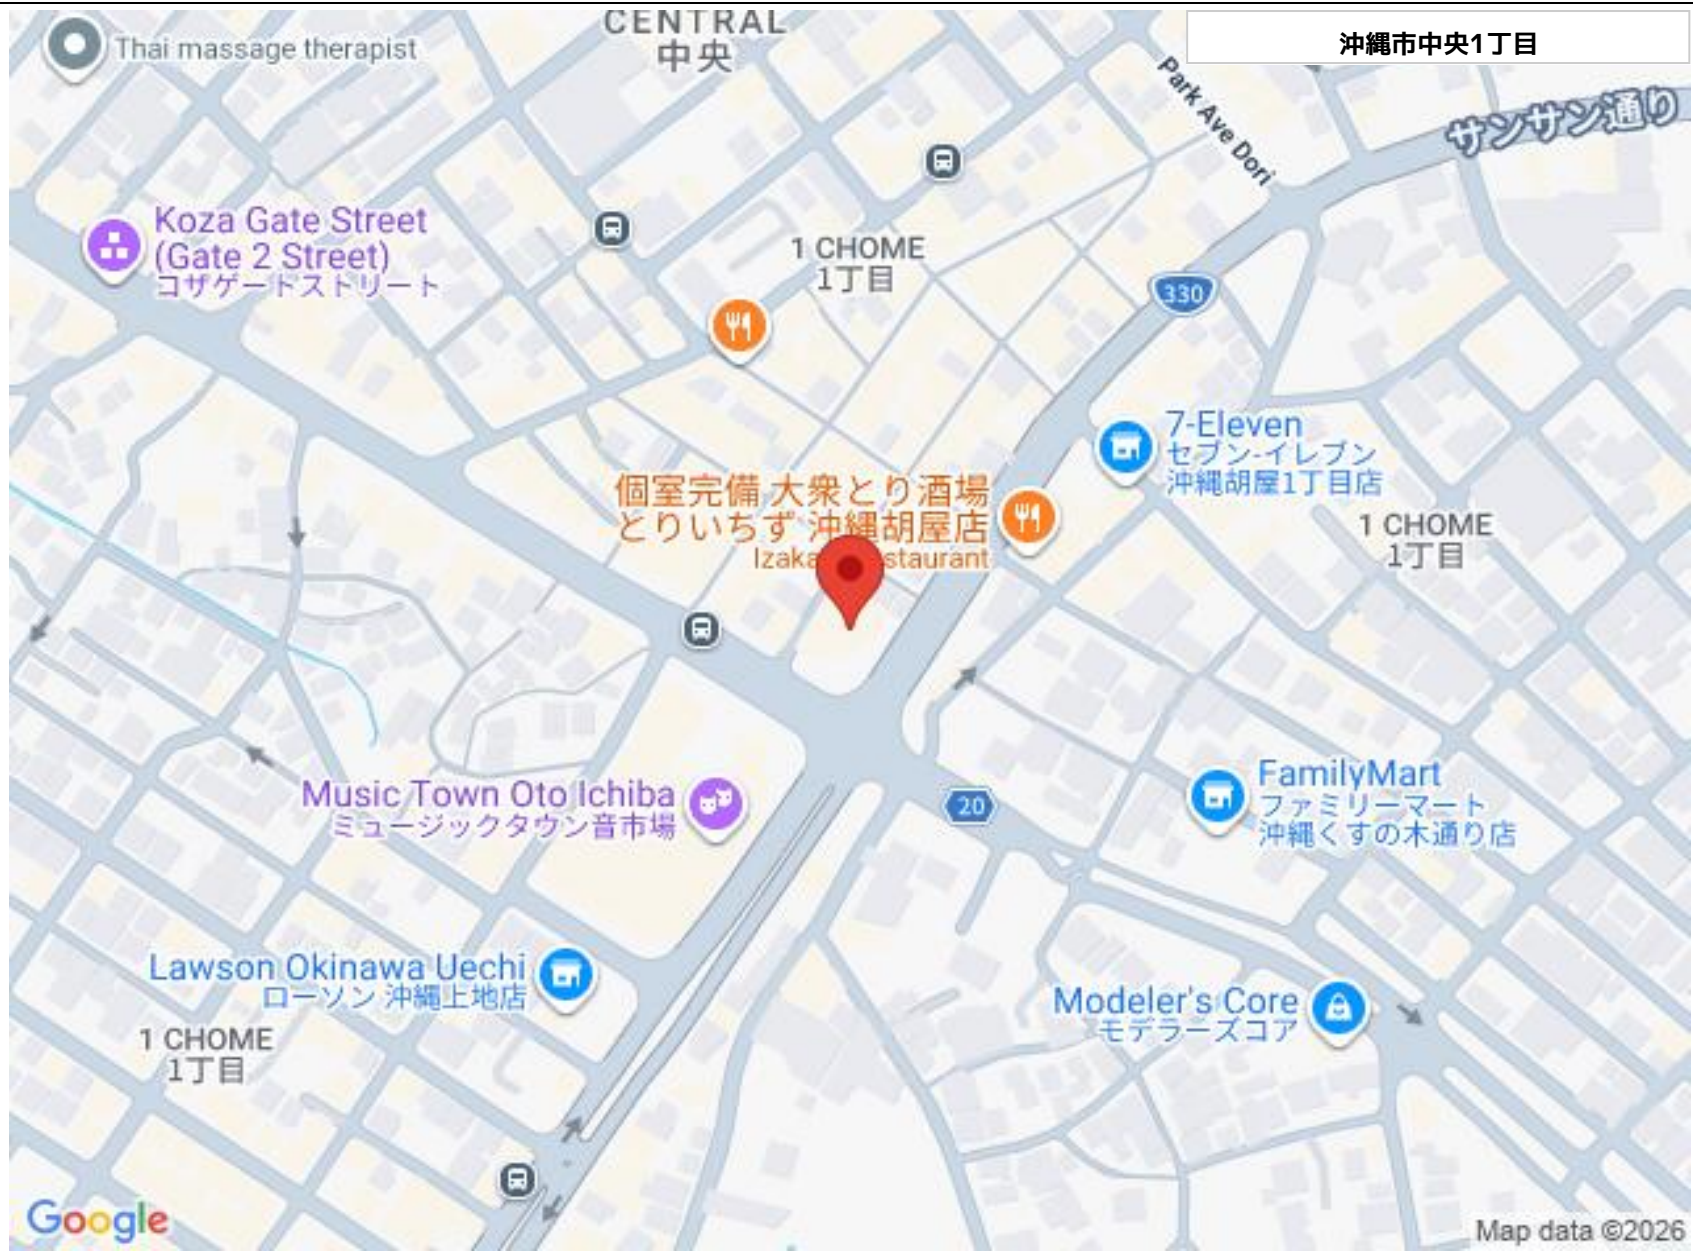 CENTRAL
中央
沖縄市中央1丁目
Thai massage therapist
Park Ave Dori
サンサン通り
Koza Gate Street
(Gate 2 Street)
コザゲートストリート
1 CHOME
1丁目
330
7-Eleven
セブン-イレブン
沖縄胡屋1丁目店
個室完備 大衆とり酒場
とりいちず 沖縄胡屋店
1 CHOME
1丁目
Music Town Oto Ichiba
ミュージックタウン音市場
20
FamilyMart
ファミリーマート
沖縄くすの木通り店
Lawson Okinawa Uechi
ローソン 沖縄上地店
Modeler's Core
モデラーズコア
1 CHOME
1丁目
Google
Map data ©2026